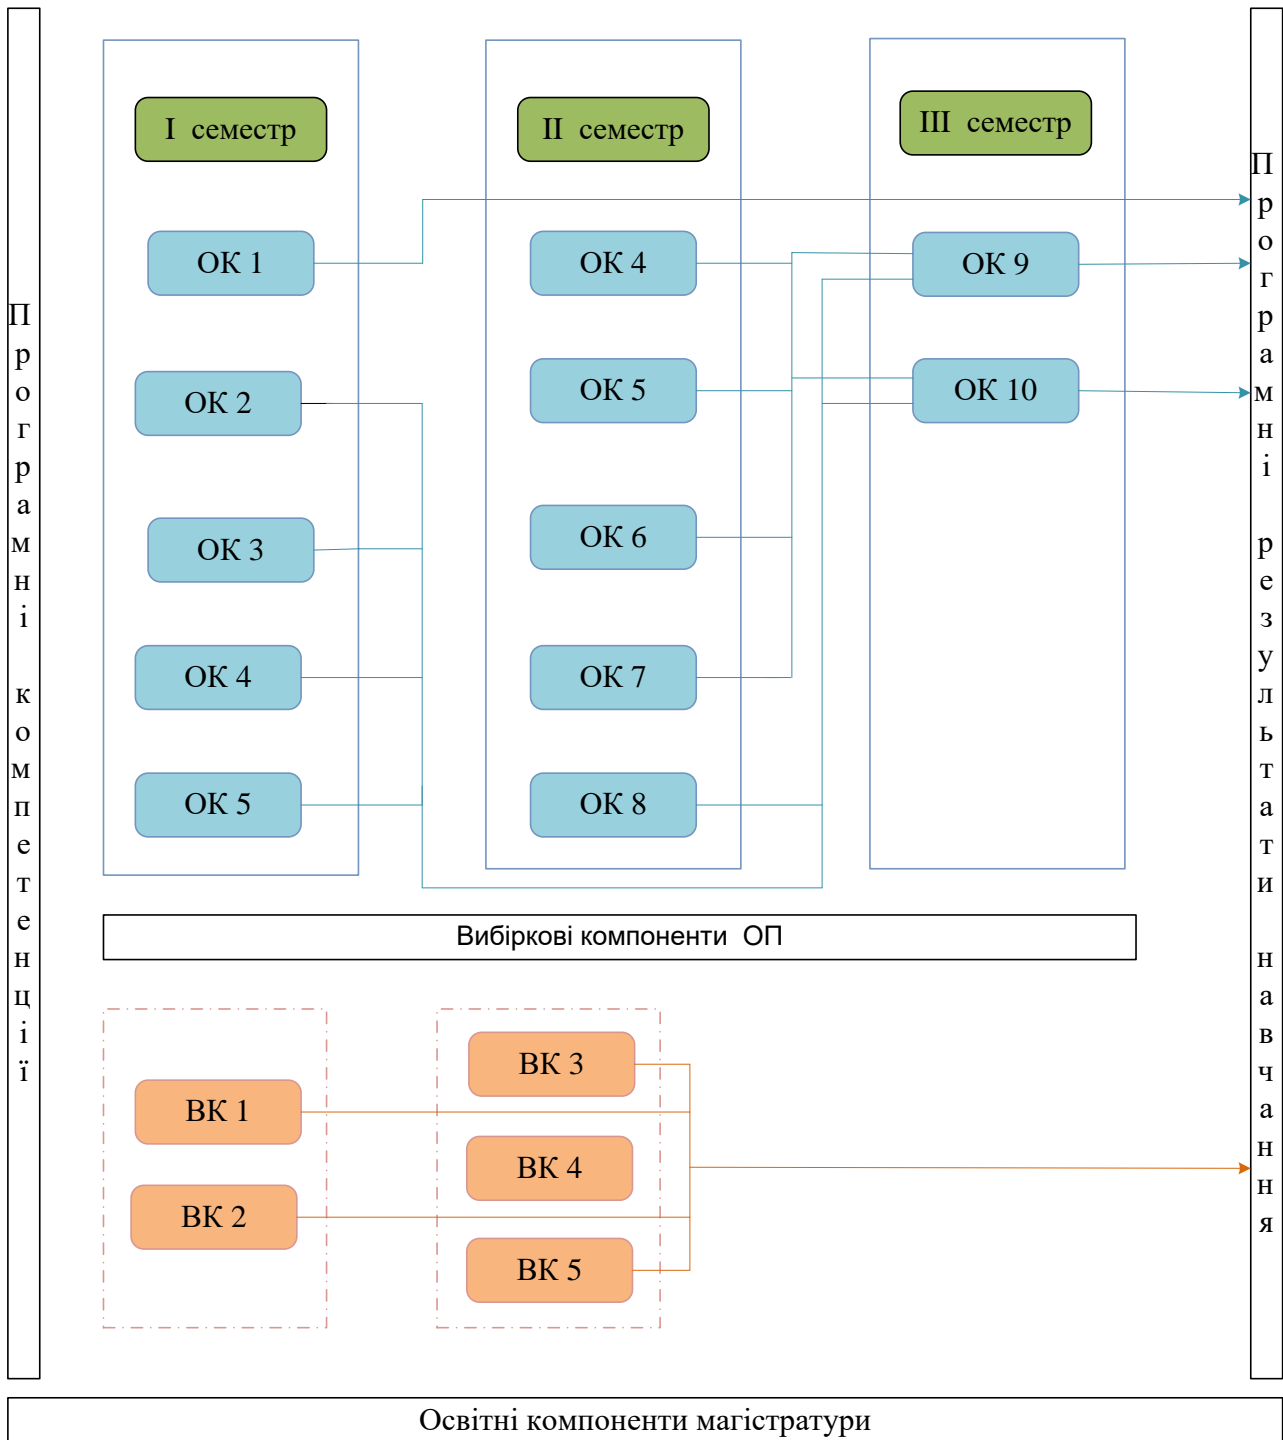 Програмні компетенції
I семестр
II семестр
III семестр
ОК 1
ОК 4
ОК 9
ОК 2
ОК 5
ОК 10
ОК 3
ОК 6
ОК 4
ОК 7
ОК 5
ОК 8
Вибіркові компоненти ОП
ВК 1
ВК 2
ВК 3
ВК 4
ВК 5
Програмні результати навчання
Освітні компоненти магістратури